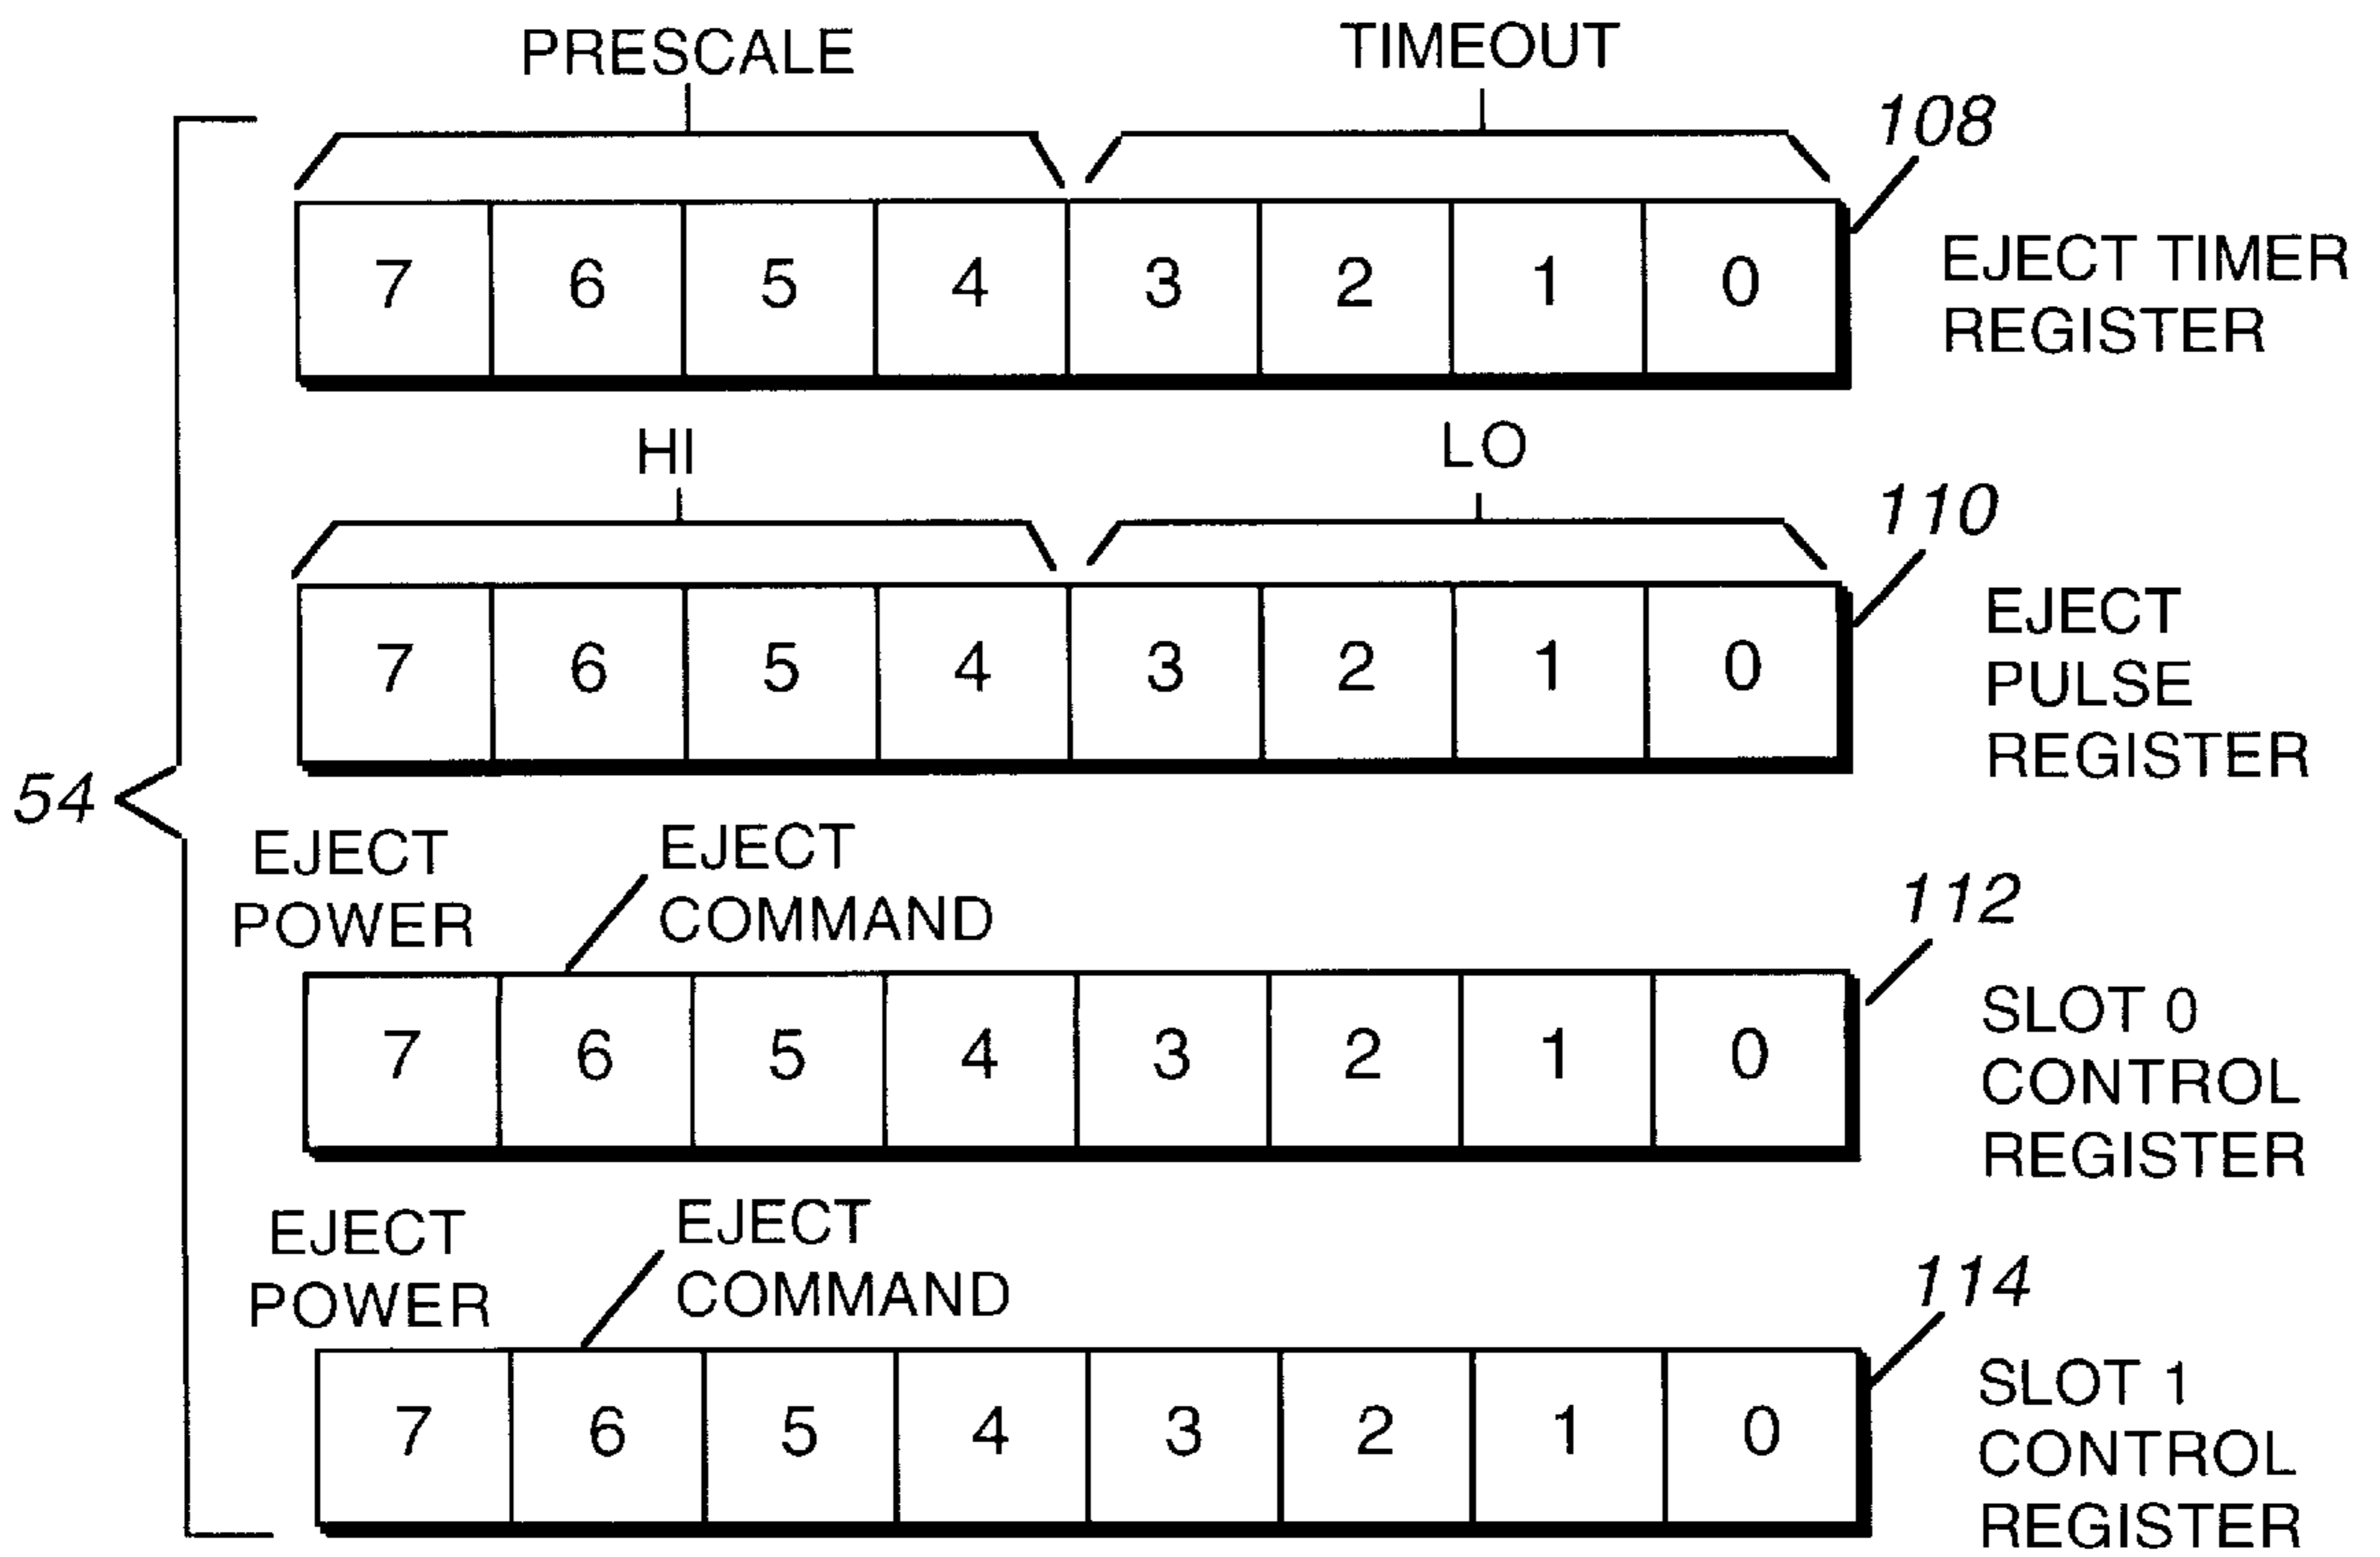 PRESCALE TIMEOUT
108
7 6 5 4 3 2 1 0
EJECT TIMER
REGISTER
HI LO
110
7 6 5 4 3 2 1 0
EJECT
PULSE
REGISTER
54
EJECT
POWER
EJECT
COMMAND
112
7 6 5 4 3 2 1 0
SLOT 0
CONTROL
REGISTER
EJECT
POWER
EJECT
COMMAND
114
7 6 5 4 3 2 1 0
SLOT 1
CONTROL
REGISTER